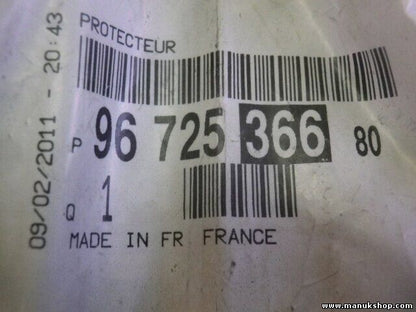 PROTECTEUR
P 96 725 366 80
Q 1
MADE IN FR FRANCE
09/02/2011 - 20:43
www.manukshop.com